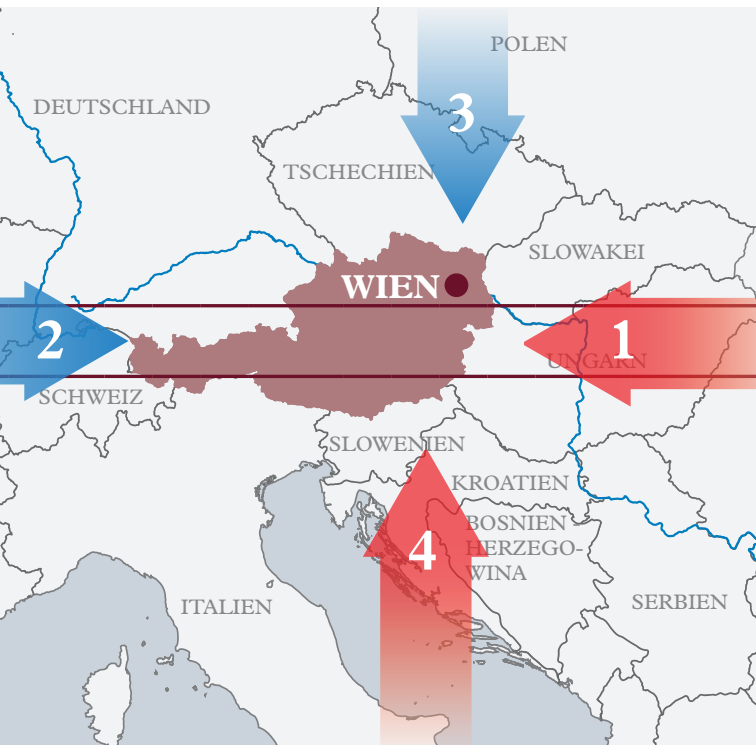 POLEN
DEUTSCHLAND
3
TSCHECHIEN
SLOWAKEI
WIEN
2
1
UNGARN
SCHWEIZ
SLOWENIEN
KROATIEN
BOSNIEN-
HERZEGO-
WINA
4
ITALIEN
SERBIEN